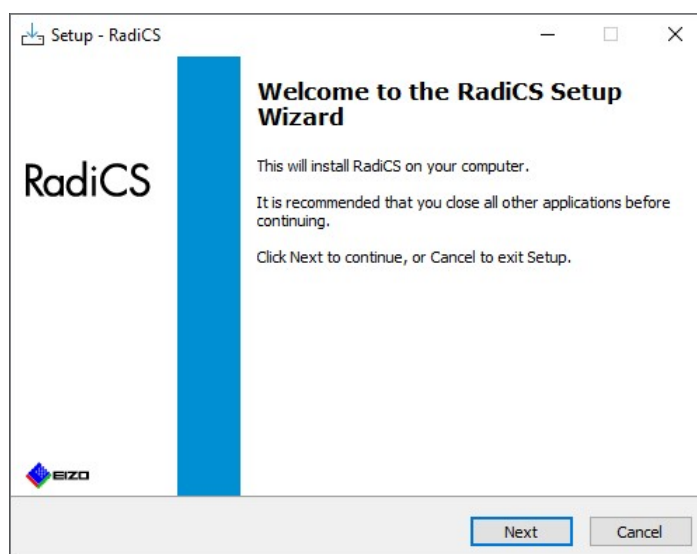 Setup - RadiCS
Welcome to the RadiCS Setup
Wizard
This will install RadiCS on your computer.
RadiCS
It is recommended that you close all other applications before
continuing.
Click Next to continue, or Cancel to exit Setup.
EIZO
Next
Cancel